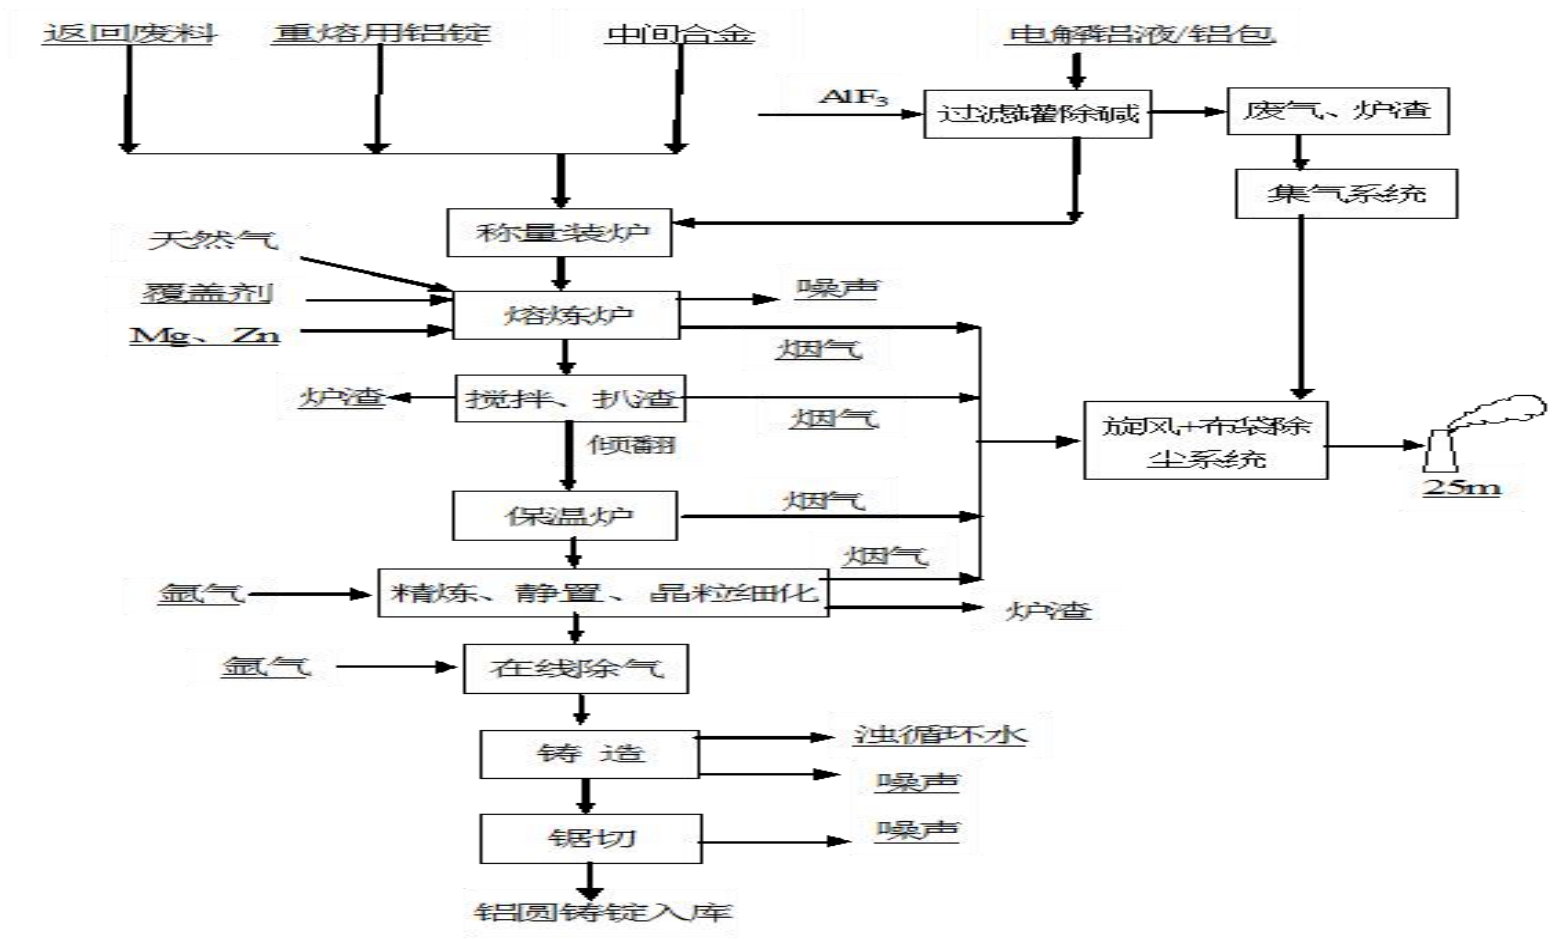 返回废料
重熔用铝锭
中间合金
电解铝液/铝包
AlF₃
过滤罐除碱
废气、炉渣
集气系统
称量装炉
天然气
覆盖剂
Mg、Zn
熔炼炉
噪声
烟气
炉渣
搅拌、扒渣
烟气
倾翻
旋风+布袋除
尘系统
25m
保温炉
烟气
氩气
精炼、静置、晶粒细化
烟气
炉渣
氩气
在线除气
铸 造
浊循环水
噪声
锯切
噪声
铝圆铸锭入库